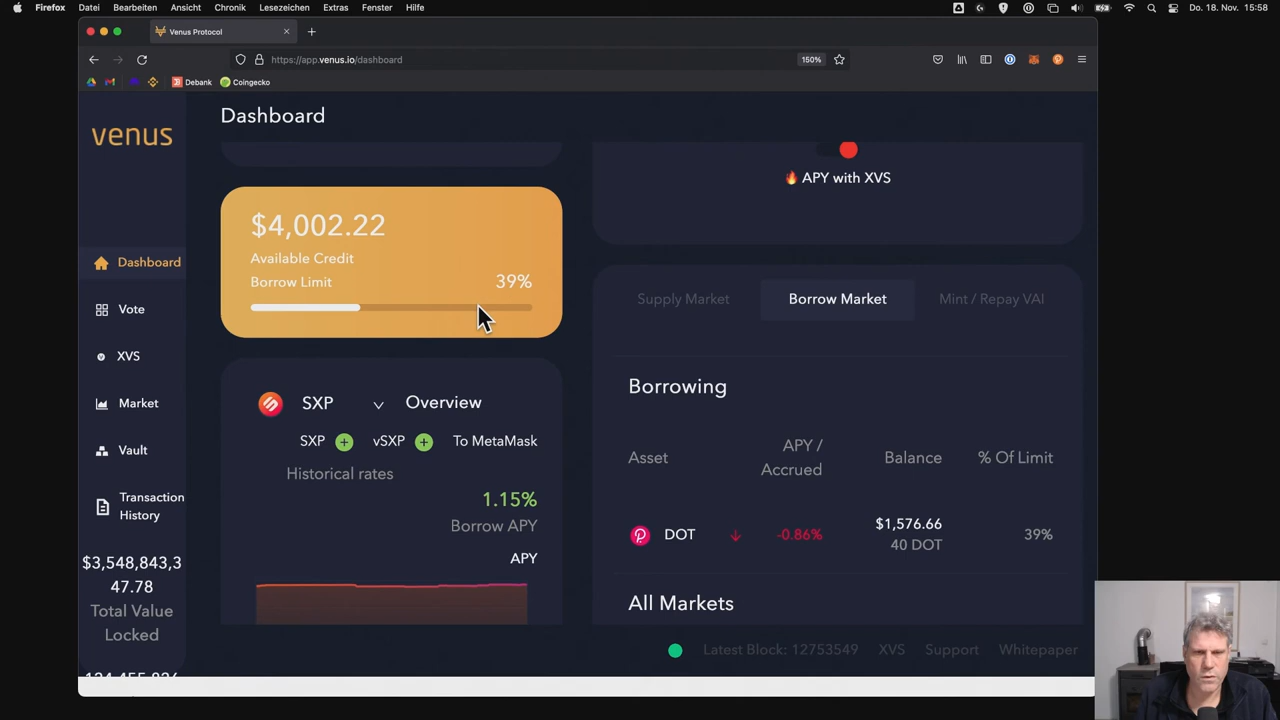 Firefox Datei Bearbeiten Ansicht Chronik Lesezeichen Extras Fenster Hilfe Do. 18. Nov. 15:58
Venus Protocol
https://app.venus.io/dashboard 150%
Debank Coingecko
venus
Dashboard
Vote
XVS
Market
Vault
Transaction
History
$3,548,843,3
47.78
Total Value
Locked
Dashboard
$4,002.22
Available Credit
Borrow Limit 39%
SXP Overview
SXP vSXP To MetaMask
Historical rates
1.15%
Borrow APY
APY
🔥 APY with XVS
Supply Market Borrow Market Mint / Repay VAI
Borrowing
Asset APY / Accrued Balance % Of Limit
DOT -0.86% $1,576.66 39%
40 DOT
All Markets
Latest Block: 12753549 XVS Support Whitepaper